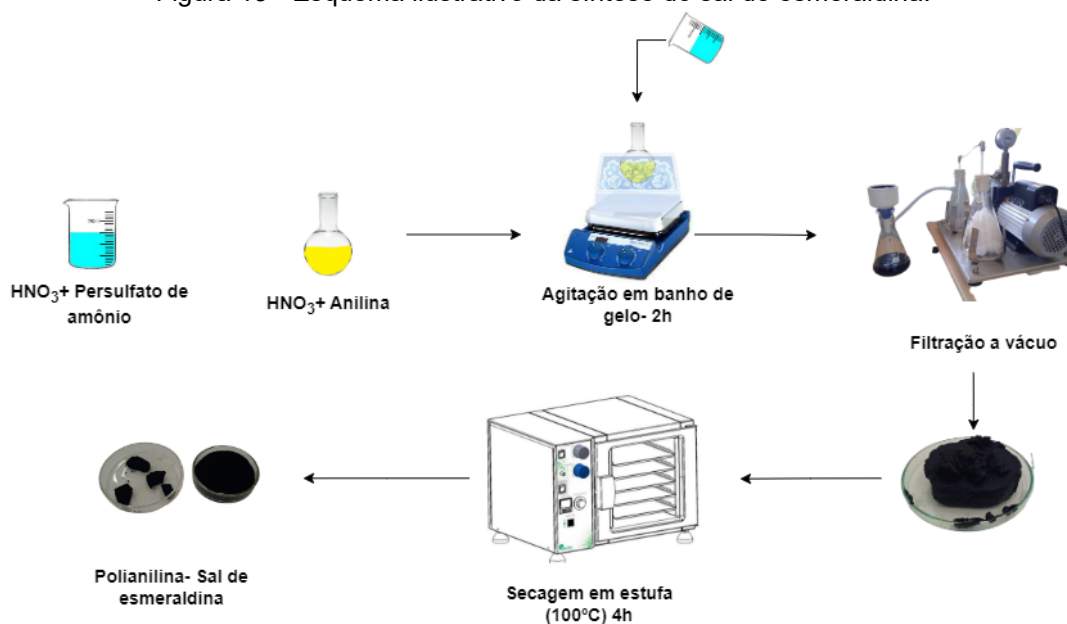 HNO3+ Persulfato de
amônio
HNO3+ Anilina
Agitação em banho de
gelo- 2h
Filtração a vácuo
Polianilina- Sal de
esmeraldina
Secagem em estufa
(100ºC) 4h